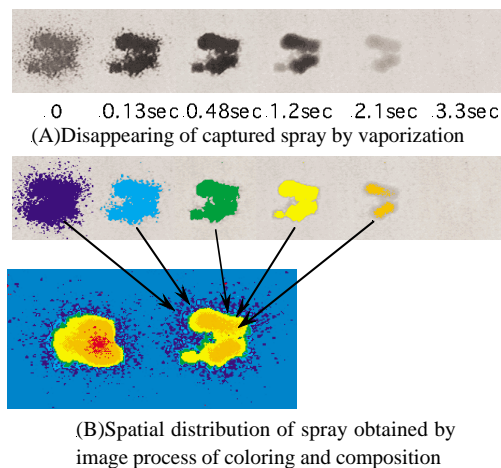 0 0.13sec 0.48sec 1.2sec 2.1sec 3.3sec
(A)Disappearing of captured spray by vaporization
(B)Spatial distribution of spray obtained by
image process of coloring and composition